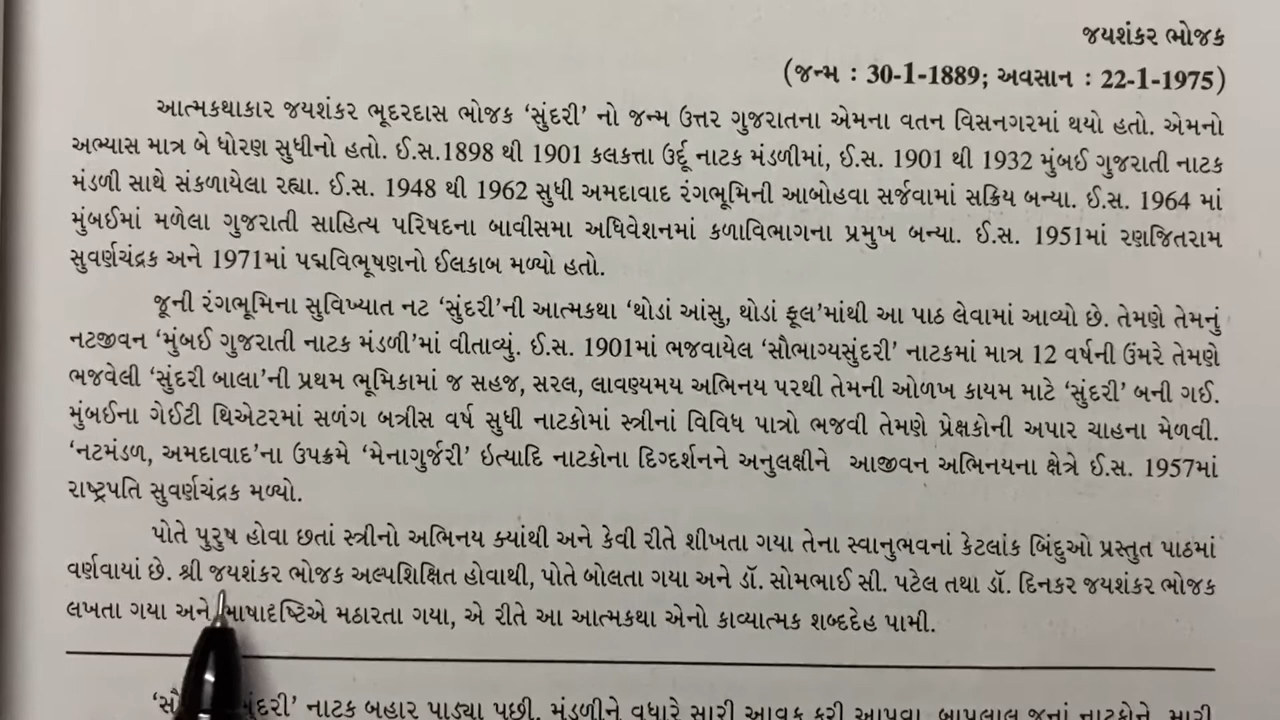 જયશંકર ભોજક
(જન્મ : 30-1-1889; અવસાન : 22-1-1975)
આત્મકથાકાર જયશંકર ભૂદરદાસ ભોજક ‘સુંદરી’ નો જન્મ ઉત્તર ગુજરાતના એમના વતન વિસનગરમાં થયો હતો. એમનો
અભ્યાસ માત્ર બે ધોરણ સુધીનો હતો. ઈ.સ.1898 થી 1901 કલકત્તા ઉર્દૂ નાટક મંડળીમાં, ઈ.સ. 1901 થી 1932 મુંબઈ ગુજરાતી નાટક
મંડળી સાથે સંકળાયેલા રહ્યા. ઈ.સ. 1948 થી 1962 સુધી અમદાવાદ રંગભૂમિની આબોહવા સર્જવામાં સક્રિય બન્યા. ઈ.સ. 1964 માં
મુંબઈમાં મળેલા ગુજરાતી સાહિત્ય પરિષદના બાવીસમા અધિવેશનમાં કળાવિભાગના પ્રમુખ બન્યા. ઈ.સ. 1951માં રણજિતરામ
સુવર્ણચંદ્રક અને 1971માં પદ્મવિભૂષણનો ઈલકાબ મળ્યો હતો.
જૂની રંગભૂમિના સુવિખ્યાત નટ ‘સુંદરી’ની આત્મકથા ‘થોડાં આંસુ, થોડાં ફૂલ’માંથી આ પાઠ લેવામાં આવ્યો છે. તેમણે તેમનું
નટજીવન ‘મુંબઈ ગુજરાતી નાટક મંડળી’માં વીતાવ્યું. ઈ.સ. 1901માં ભજવાયેલ ‘સૌભાગ્યસુંદરી’ નાટકમાં માત્ર 12 વર્ષની ઉંમરે તેમણે
ભજવેલી ‘સુંદરી બાલા’ની પ્રથમ ભૂમિકામાં જ સહજ, સરલ, લાવણ્યમય અભિનય પરથી તેમની ઓળખ કાયમ માટે ‘સુંદરી’ બની ગઈ.
મુંબઈના ગેઈટી થિએટરમાં સળંગ બત્રીસ વર્ષ સુધી નાટકોમાં સ્ત્રીનાં વિવિધ પાત્રો ભજવી તેમણે પ્રેક્ષકોની અપાર ચાહના મેળવી.
‘નટમંડળ, અમદાવાદ’ના ઉપક્રમે ‘મેનાગુર્જરી’ ઇત્યાદિ નાટકોના દિગ્દર્શનને અનુલક્ષીને આજીવન અભિનયના ક્ષેત્રે ઈ.સ. 1957માં
રાષ્ટ્રપતિ સુવર્ણચંદ્રક મળ્યો.
પોતે પુરુષ હોવા છતાં સ્ત્રીનો અભિનય ક્યાંથી અને કેવી રીતે શીખતા ગયા તેના સ્વાનુભવનાં કેટલાંક બિંદુઓ પ્રસ્તુત પાઠમાં
વર્ણવાયાં છે. શ્રી જયશંકર ભોજક અલ્પશિક્ષિત હોવાથી, પોતે બોલતા ગયા અને ડૉ. સોમભાઈ સી. પટેલ તથા ડૉ. દિનકર જયશંકર ભોજક
લખતા ગયા અને ભાષાદૃષ્ટિએ મઠારતા ગયા, એ રીતે આ આત્મકથા એનો કાવ્યાત્મક શબ્દદેહ પામી.
નાટક બહાર પાડ્યા પછી, મંડળીને વધારે સારી આવક કરી આપવા, બાપુલાલ જૂનાં નાટકોને